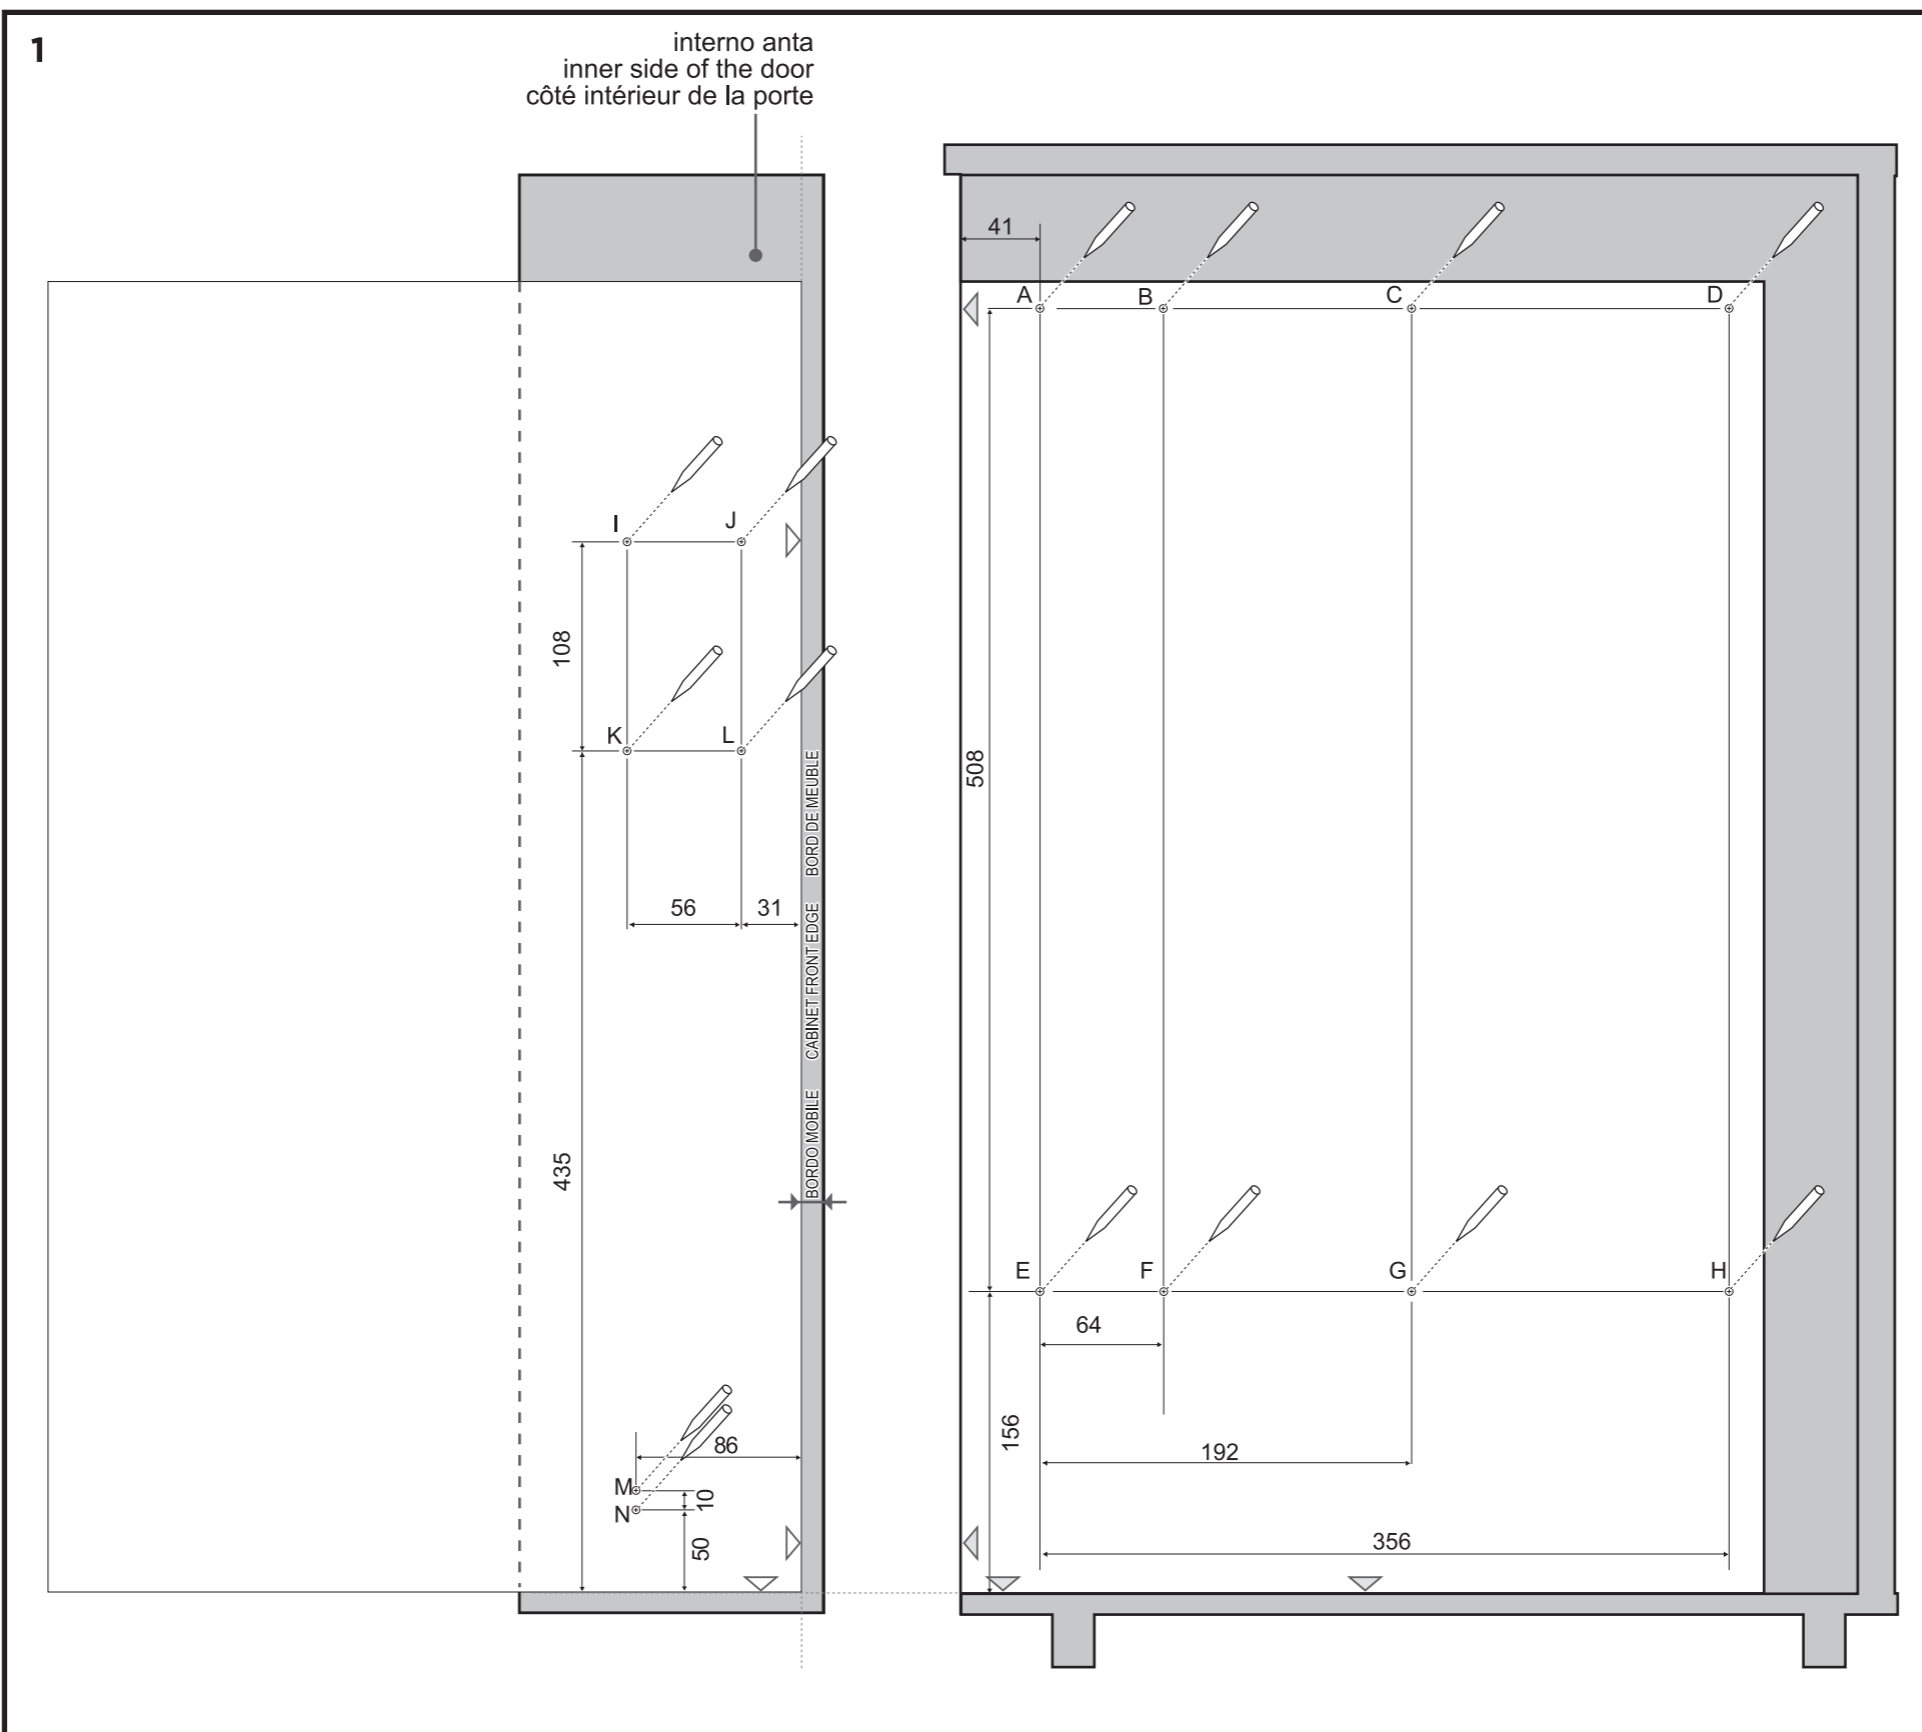 1
interno anta
inner side of the door
côté intérieur de la porte
41
A
B
C
D
I
J
108
K
L
508
BORDO MOBILE CABINET FRONT EDGE BORD DE MEUBLE
56
31
435
E
F
G
H
64
156
86
192
M
10
N
50
356